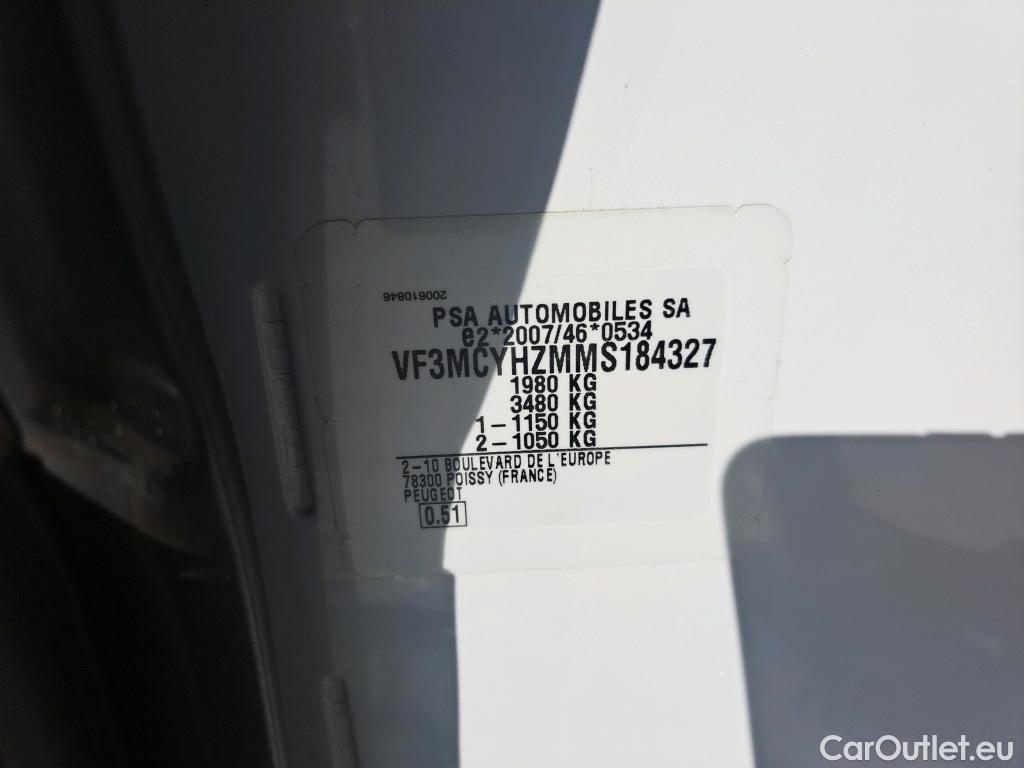 200610846
PSA AUTOMOBILES SA
e2*2007/46*0534
VF3MCYHZMMS184327
1980 KG
3480 KG
1-1150 KG
2-1050 KG
2-10 BOULEVARD DE L'EUROPE
78300 POISSY (FRANCE)
PEUGEOT
0.51
CarOutlet.eu